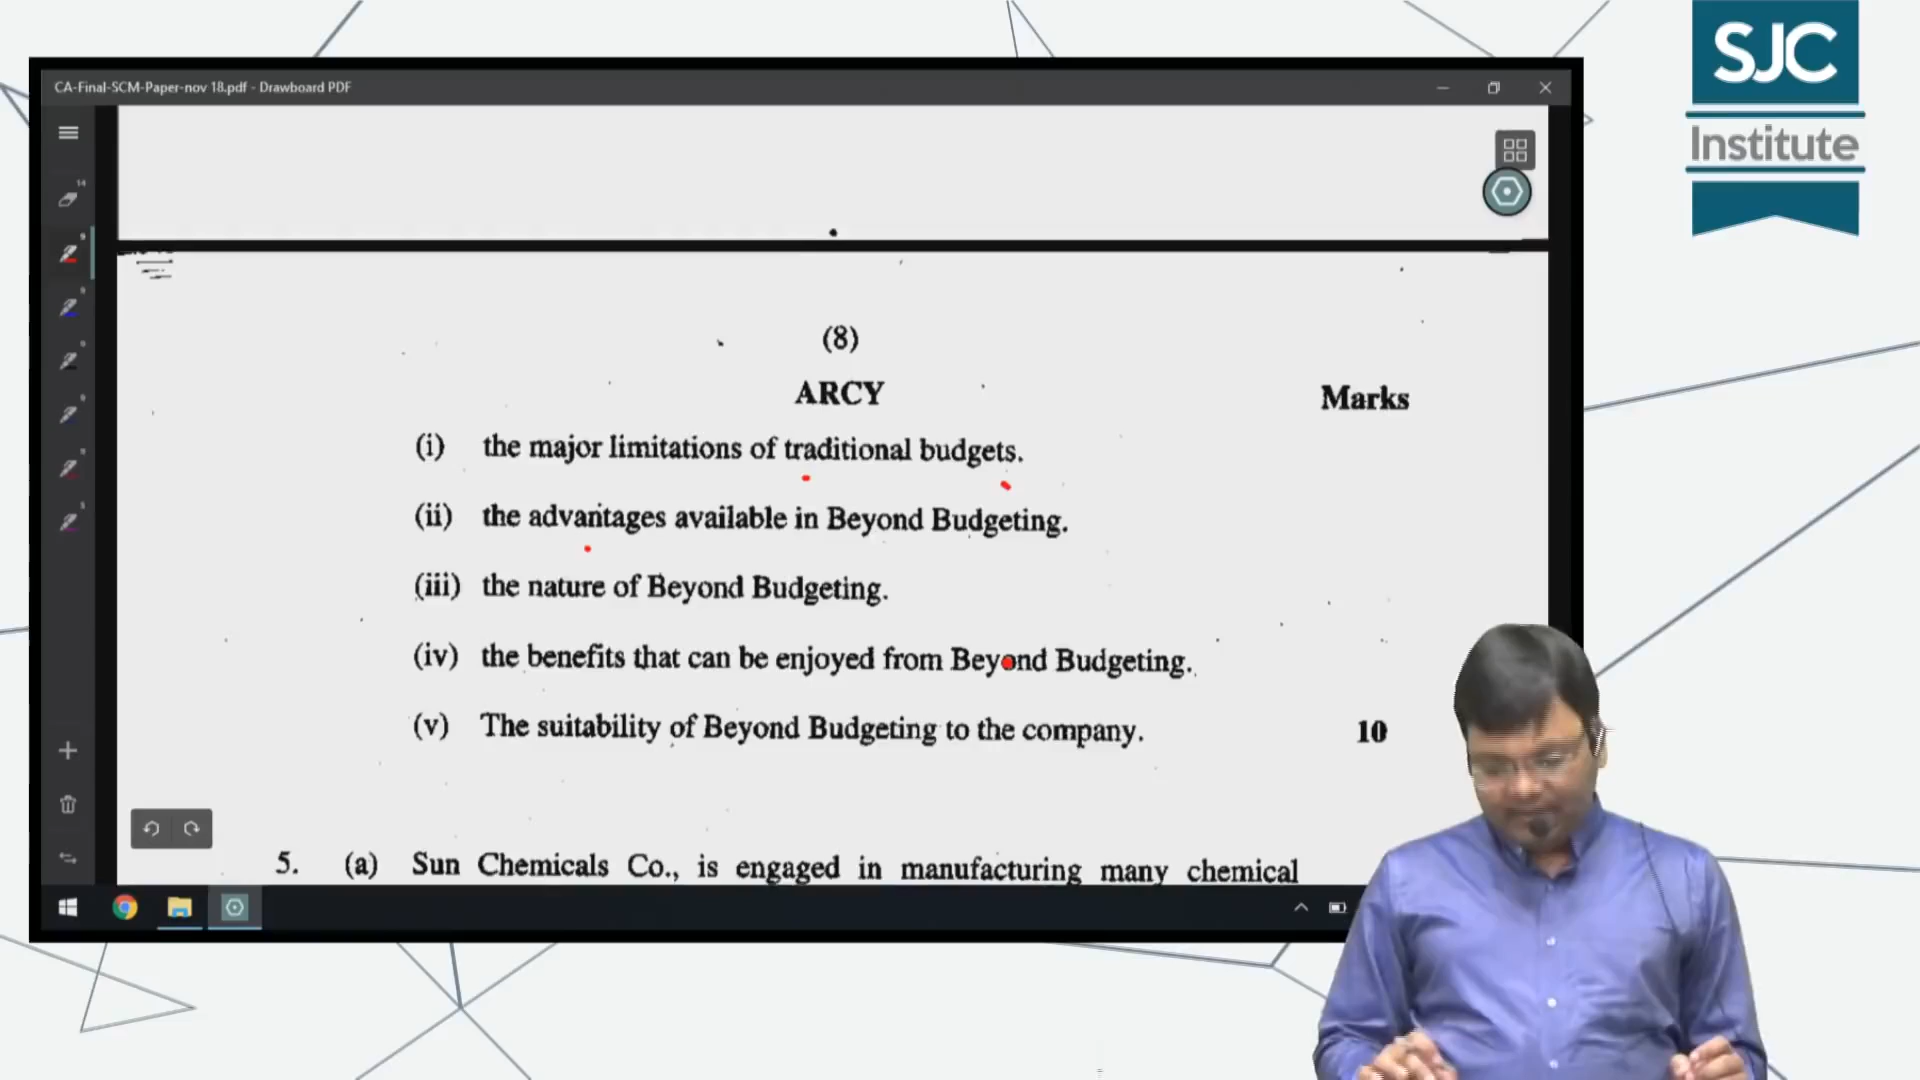 SJC
Institute
CA-Final-SCM-Paper-nov 18.pdf - Drawboard PDF
14
9
(8)
ARCY
Marks
(i) the major limitations of traditional budgets.
(ii) the advantages available in Beyond Budgeting.
(iii) the nature of Beyond Budgeting.
(iv) the benefits that can be enjoyed from Beyond Budgeting.
(v) The suitability of Beyond Budgeting to the company. 10
5. (a) Sun Chemicals Co., is engaged in manufacturing many chemical